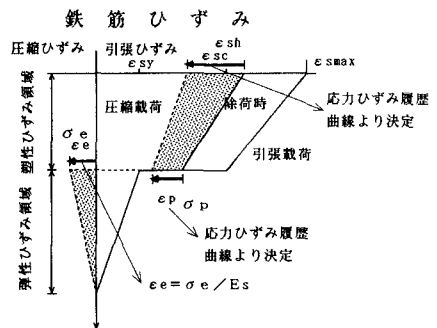 鉄筋ひずみ
圧縮ひずみ 引張ひずみ
εsy
εsh
εsc
εsmax
塑性ひずみ領域
圧縮載荷
除荷時
応力ひずみ履歴
曲線より決定
引張載荷
σe
εe
εp σp
応力ひずみ履歴
曲線より決定
弾性ひずみ領域
εe=σe/Es